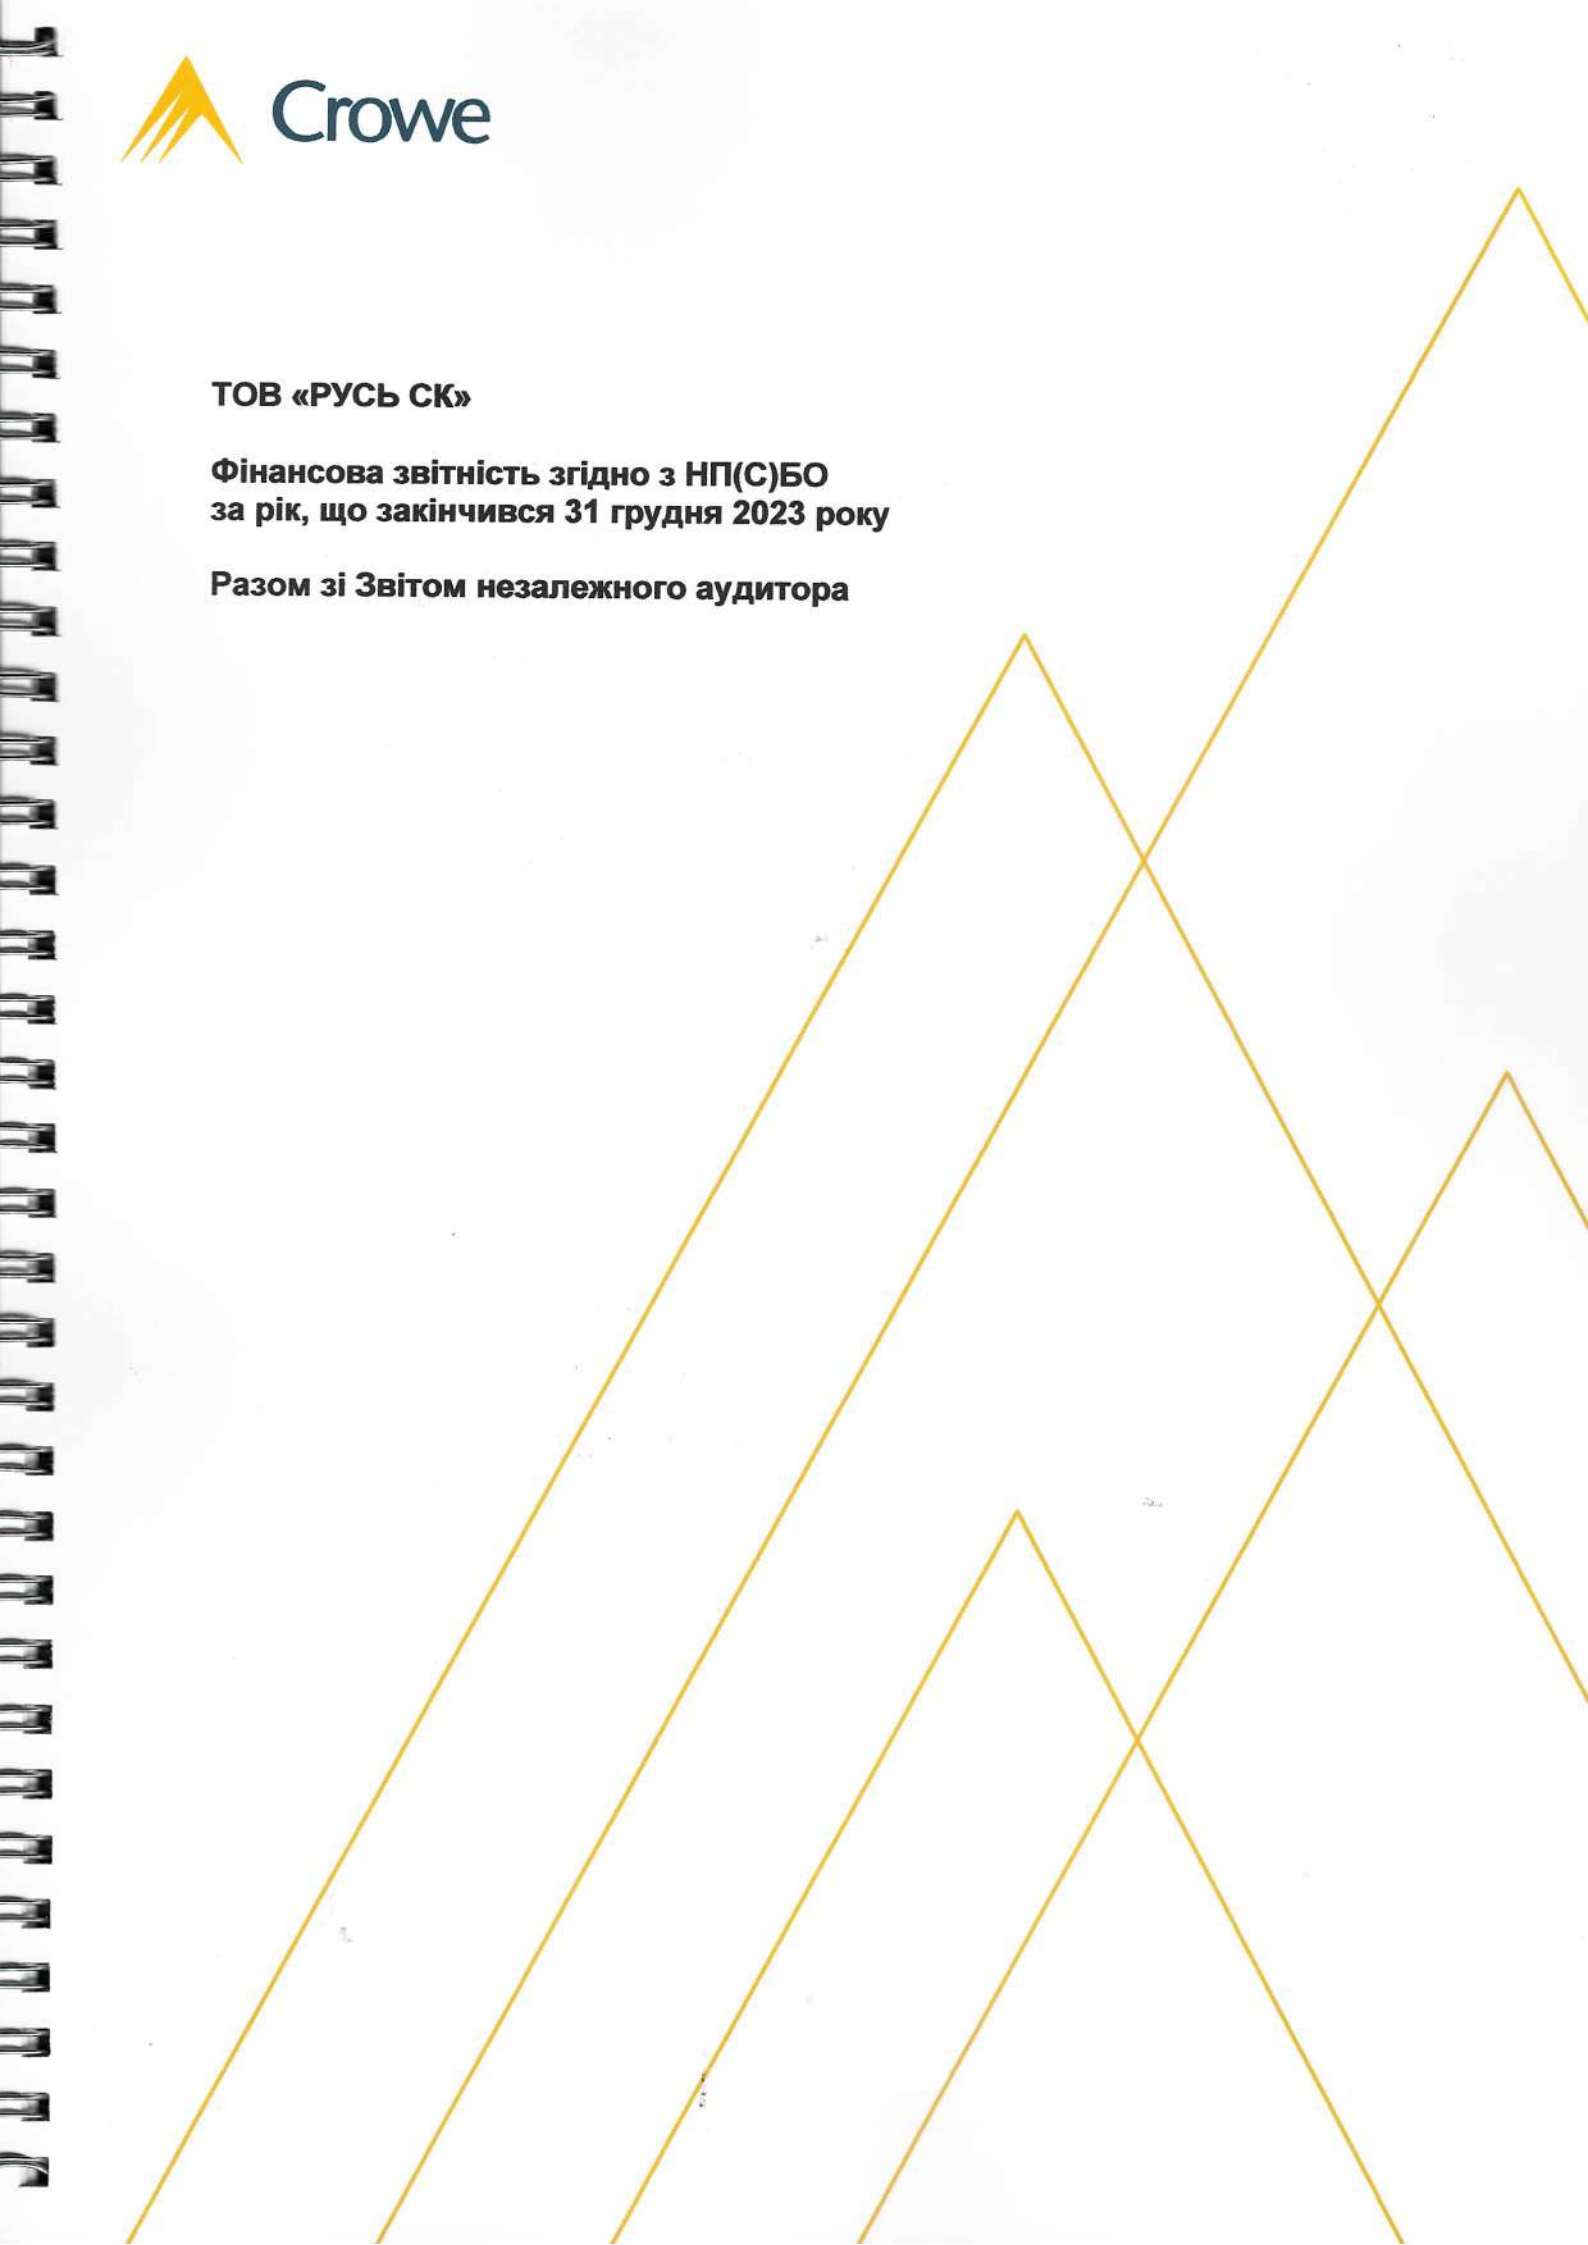 Crowe
ТОВ «РУСЬ СК»
Фінансова звітність згідно з НП(С)БО
за рік, що закінчився 31 грудня 2023 року
Разом зі Звітом незалежного аудитора